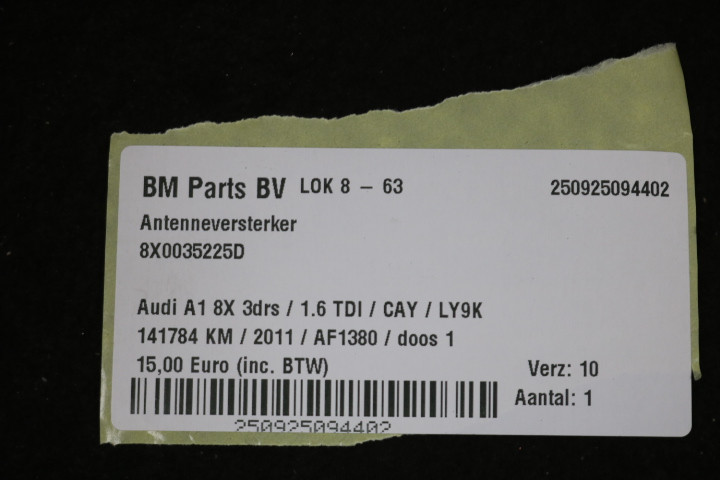 BM Parts BV LOK 8 – 63 250925094402
Antenneversterker
8X0035225D
Audi A1 8X 3drs / 1.6 TDI / CAY / LY9K
141784 KM / 2011 / AF1380 / doos 1
15,00 Euro (inc. BTW) Verz: 10
Aantal: 1
250925094402